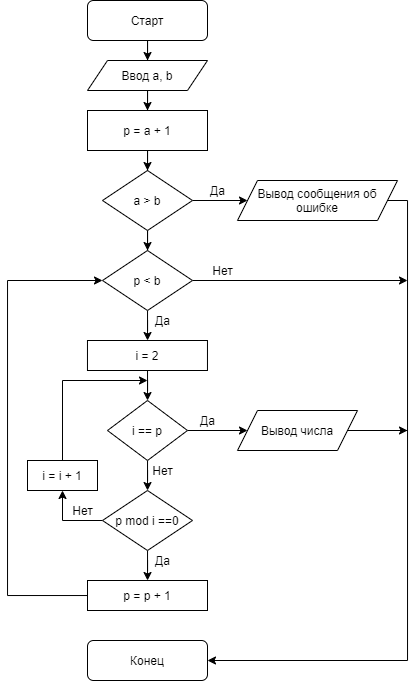 Старт
Ввод a, b
p = a + 1
a > b
Да
Вывод сообщения об
ошибке
p < b
Нет
Да
i = 2
i == p
Да
Вывод числа
Нет
i = i + 1
Нет
p mod i ==0
Да
p = p + 1
Конец